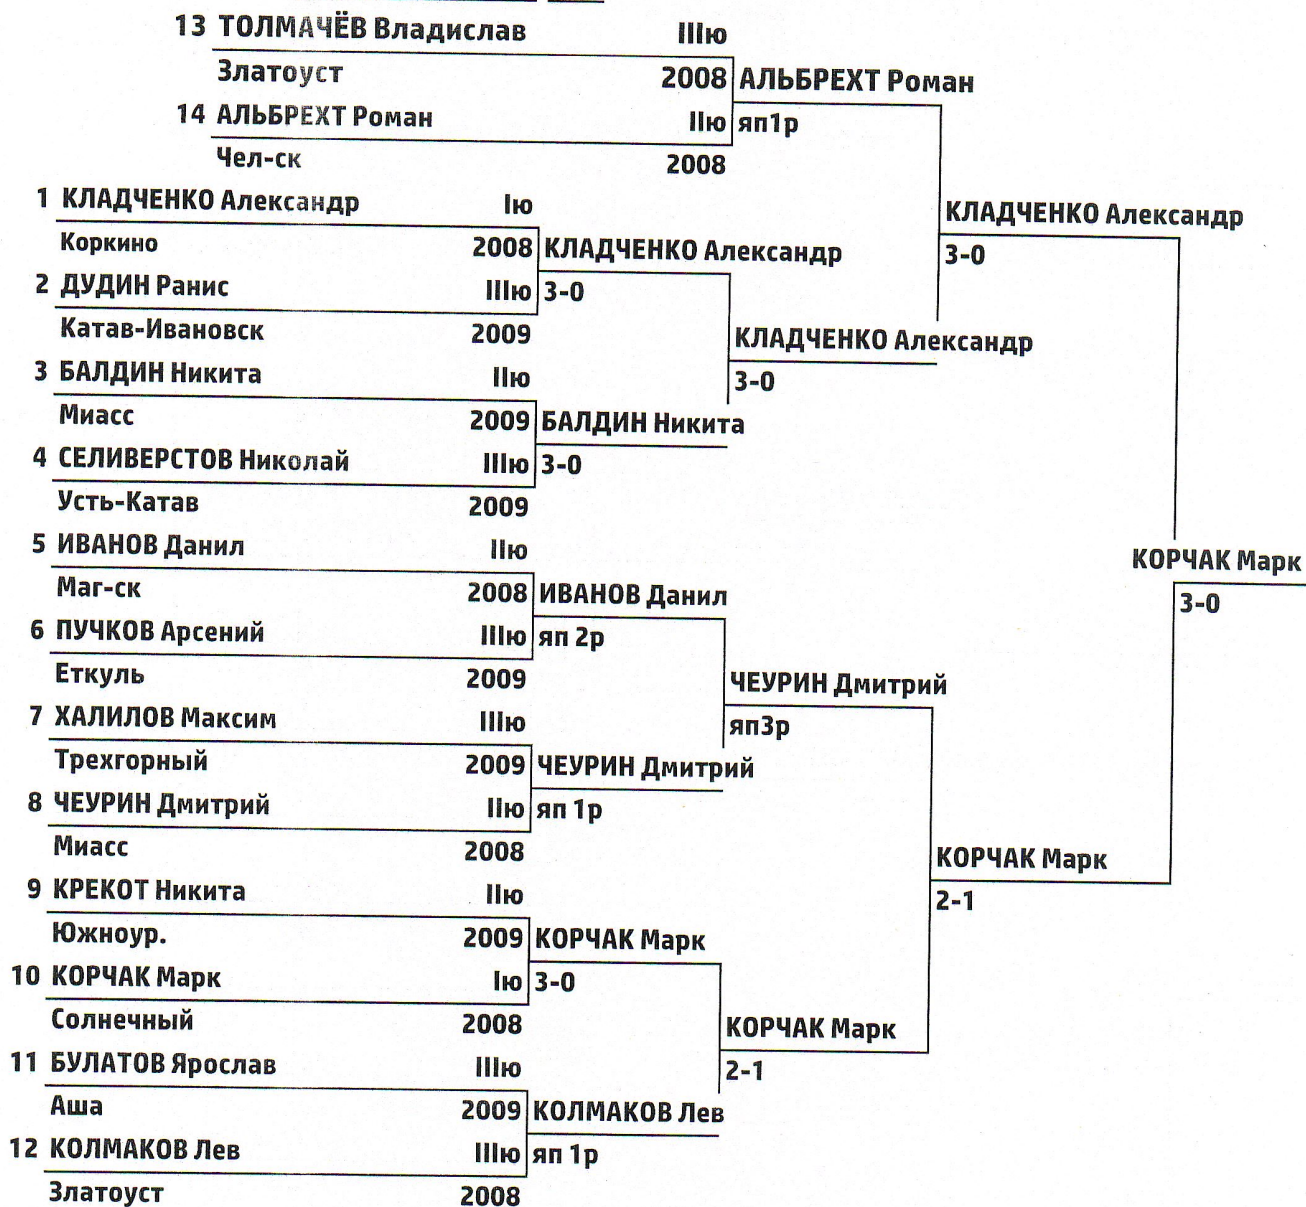 13 ТОЛМАЧЁВ Владислав IIIю
Златоуст 2008 АЛЬБРЕХТ Роман
14 АЛЬБРЕХТ Роман IIю яп1р
Чел-ск 2008
1 КЛАДЧЕНКО Александр Iю КЛАДЧЕНКО Александр
Коркино 2008 КЛАДЧЕНКО Александр 3-0
2 ДУДИН Ранис IIIю 3-0
Катав-Ивановск 2009 КЛАДЧЕНКО Александр
3 БАЛДИН Никита IIю 3-0
Миасс 2009 БАЛДИН Никита
4 СЕЛИВЕРСТОВ Николай IIIю 3-0
Усть-Катав 2009
5 ИВАНОВ Данил IIю КОРЧАК Марк
Маг-ск 2008 ИВАНОВ Данил 3-0
6 ПУЧКОВ Арсений IIIю яп 2р
Еткуль 2009 ЧЕУРИН Дмитрий
7 ХАЛИЛОВ Максим IIIю яп3р
Трехгорный 2009 ЧЕУРИН Дмитрий
8 ЧЕУРИН Дмитрий IIю яп 1р
Миасс 2008 КОРЧАК Марк
9 КРЕКОТ Никита IIю 2-1
Южноур. 2009 КОРЧАК Марк
10 КОРЧАК Марк Iю 3-0
Солнечный 2008 КОРЧАК Марк
11 БУЛАТОВ Ярослав IIIю 2-1
Аша 2009 КОЛМАКОВ Лев
12 КОЛМАКОВ Лев IIIю яп 1р
Златоуст 2008